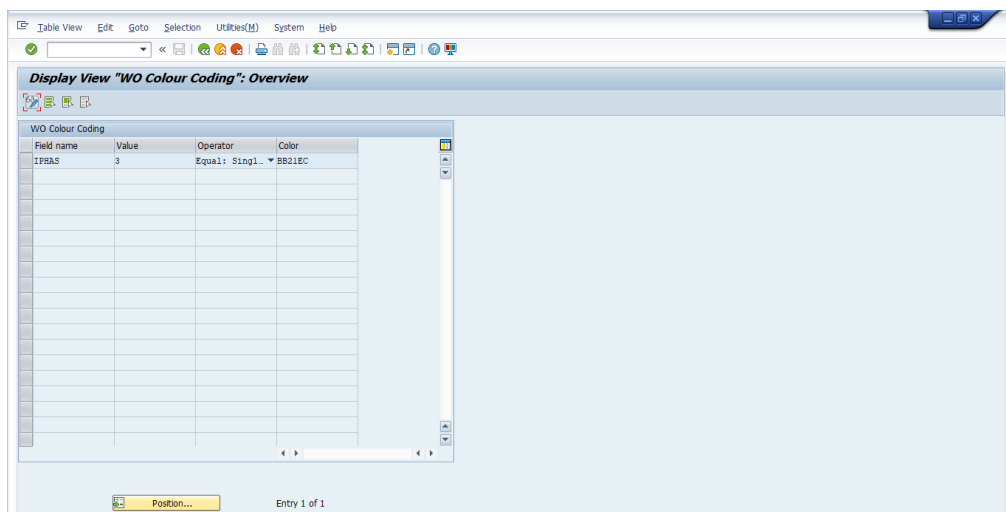 Table View Edit Goto Selection Utilities(M) System Help
Display View "WO Colour Coding": Overview
WO Colour Coding
Field name Value Operator Color
IPHAS 3 Equal: Singl.. BB21EC
Position... Entry 1 of 1